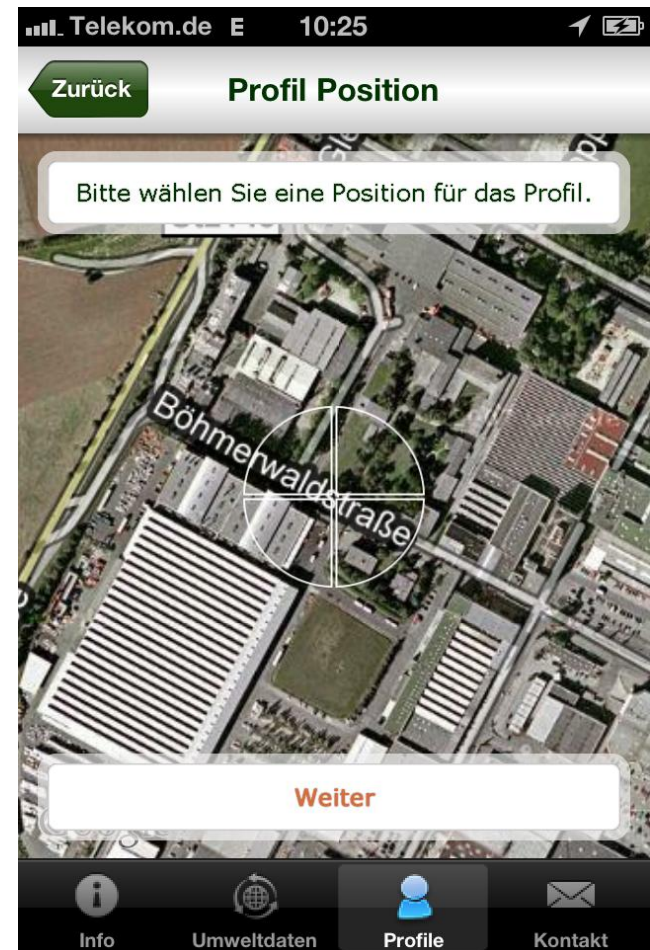 Telekom.de E 10:25
Zurück
Profil Position
Bitte wählen Sie eine Position für das Profil.
Böhmerwaldstraße
Weiter
Info
Umweltdaten
Profile
Kontakt